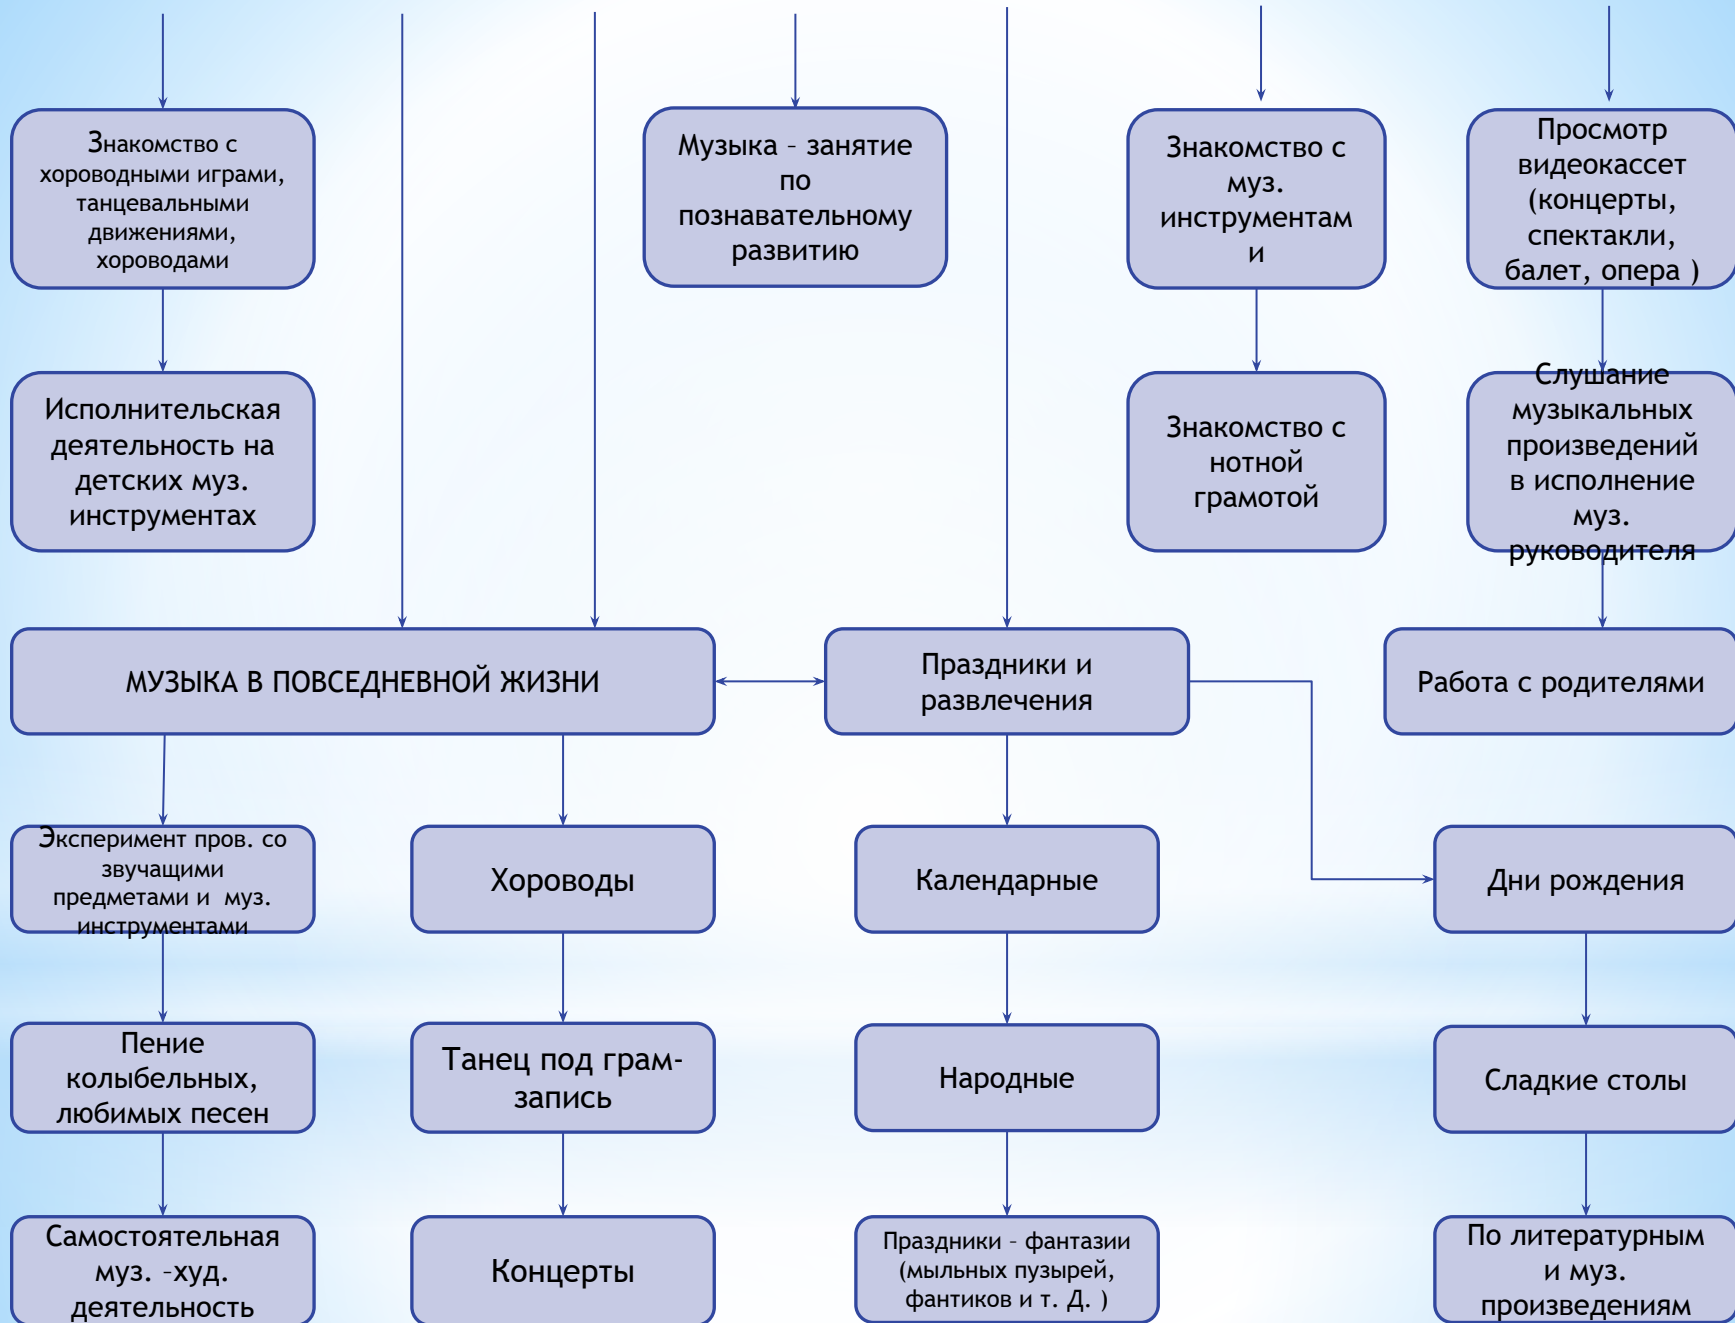 Знакомство с
хороводными играми,
танцевальными
движениями,
хороводами
Музыка - занятие
по
познавательному
развитию
Знакомство с
муз.
инструментам
и
Просмотр
видеокассет
(концерты,
спектакли,
балет, опера )
Исполнительская
деятельность на
детских муз.
инструментах
Знакомство с
нотной
грамотой
Слушание
музыкальных
произведений
в исполнение
муз.
руководителя
МУЗЫКА В ПОВСЕДНЕВНОЙ ЖИЗНИ
Праздники и
развлечения
Работа с родителями
Эксперимент пров. со
звучащими
предметами и муз.
инструментами
Хороводы
Календарные
Дни рождения
Пение
колыбельных,
любимых песен
Танец под грам-
запись
Народные
Сладкие столы
Самостоятельная
муз. -худ.
деятельность
Концерты
Праздники - фантазии
(мыльных пузырей,
фантиков и т. Д. )
По литературным
и муз.
произведениям